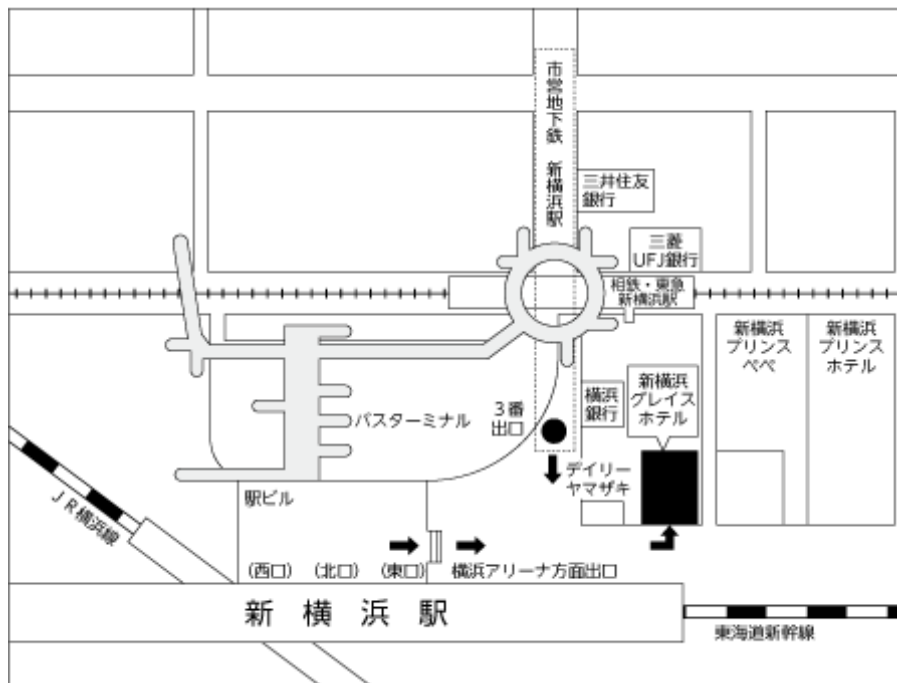 市営地下鉄 新横浜駅
三井住友
銀行
三菱
UFJ銀行
相鉄・東急
新横浜駅
新横浜
プリンス
ペペ
新横浜
プリンス
ホテル
新横浜
グレイス
ホテル
横浜
銀行
3番
出口
バスターミナル
デイリー
ヤマザキ
JR横浜線
駅ビル
(西口)
(北口)
(東口)
横浜アリーナ方面出口
新横浜駅
東海道新幹線